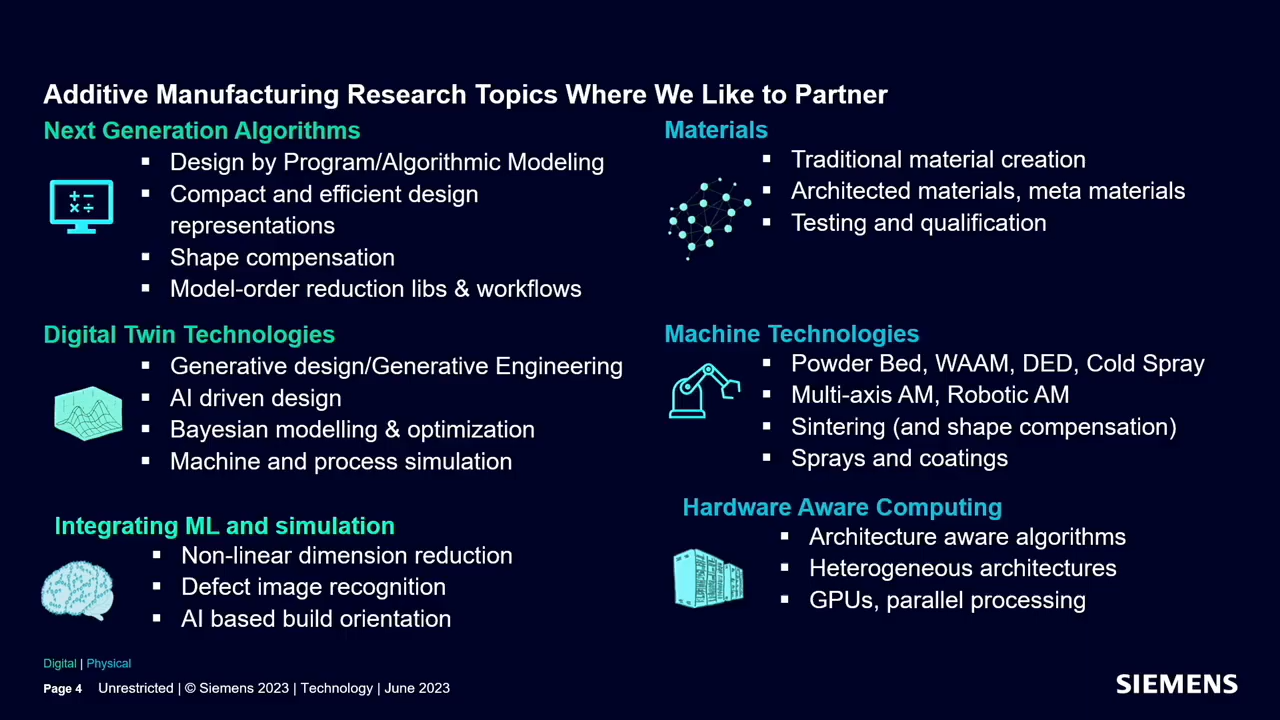 Additive Manufacturing Research Topics Where We Like to Partner
Next Generation Algorithms
▪ Design by Program/Algorithmic Modeling
▪ Compact and efficient design
representations
▪ Shape compensation
▪ Model-order reduction libs & workflows
Digital Twin Technologies
▪ Generative design/Generative Engineering
▪ AI driven design
▪ Bayesian modelling & optimization
▪ Machine and process simulation
Integrating ML and simulation
▪ Non-linear dimension reduction
▪ Defect image recognition
▪ AI based build orientation
Materials
▪ Traditional material creation
▪ Architected materials, meta materials
▪ Testing and qualification
Machine Technologies
▪ Powder Bed, WAAM, DED, Cold Spray
▪ Multi-axis AM, Robotic AM
▪ Sintering (and shape compensation)
▪ Sprays and coatings
Hardware Aware Computing
▪ Architecture aware algorithms
▪ Heterogeneous architectures
▪ GPUs, parallel processing
Digital | Physical
Page 4 Unrestricted | © Siemens 2023 | Technology | June 2023
SIEMENS